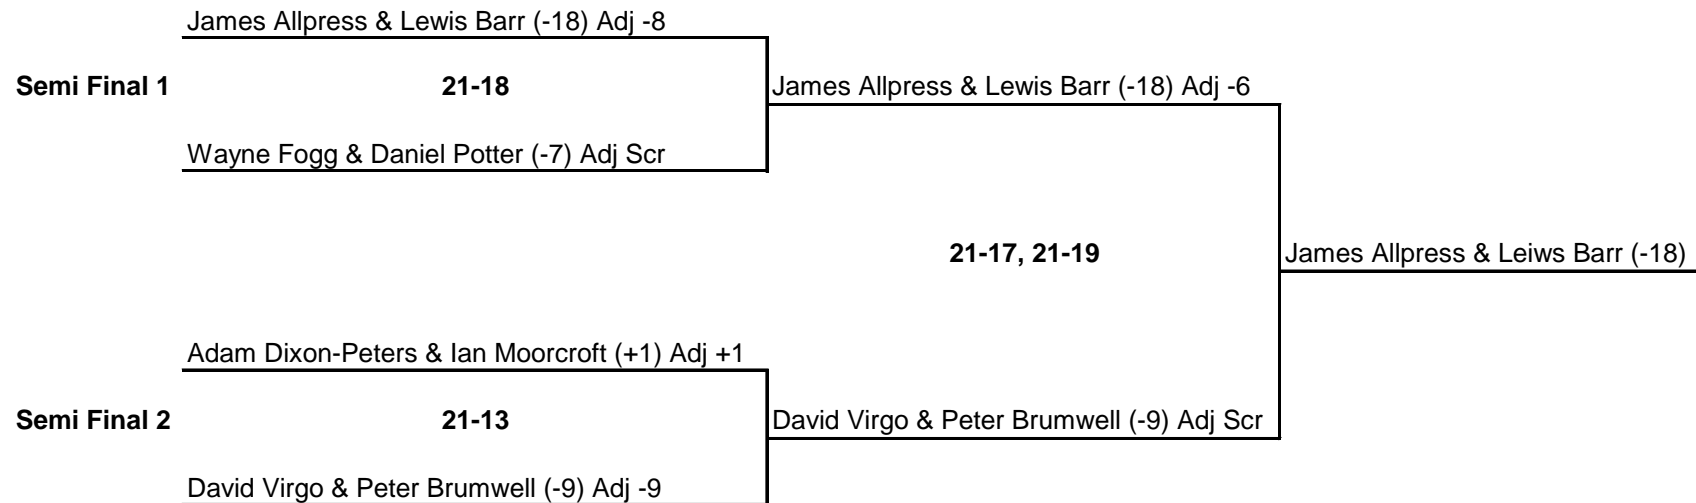 James Allpress & Lewis Barr (-18) Adj -8
Semi Final 1 21-18 James Allpress & Lewis Barr (-18) Adj -6
Wayne Fogg & Daniel Potter (-7) Adj Scr
21-17, 21-19 James Allpress & Leiws Barr (-18)
Adam Dixon-Peters & Ian Moorcroft (+1) Adj +1
Semi Final 2 21-13 David Virgo & Peter Brumwell (-9) Adj Scr
David Virgo & Peter Brumwell (-9) Adj -9